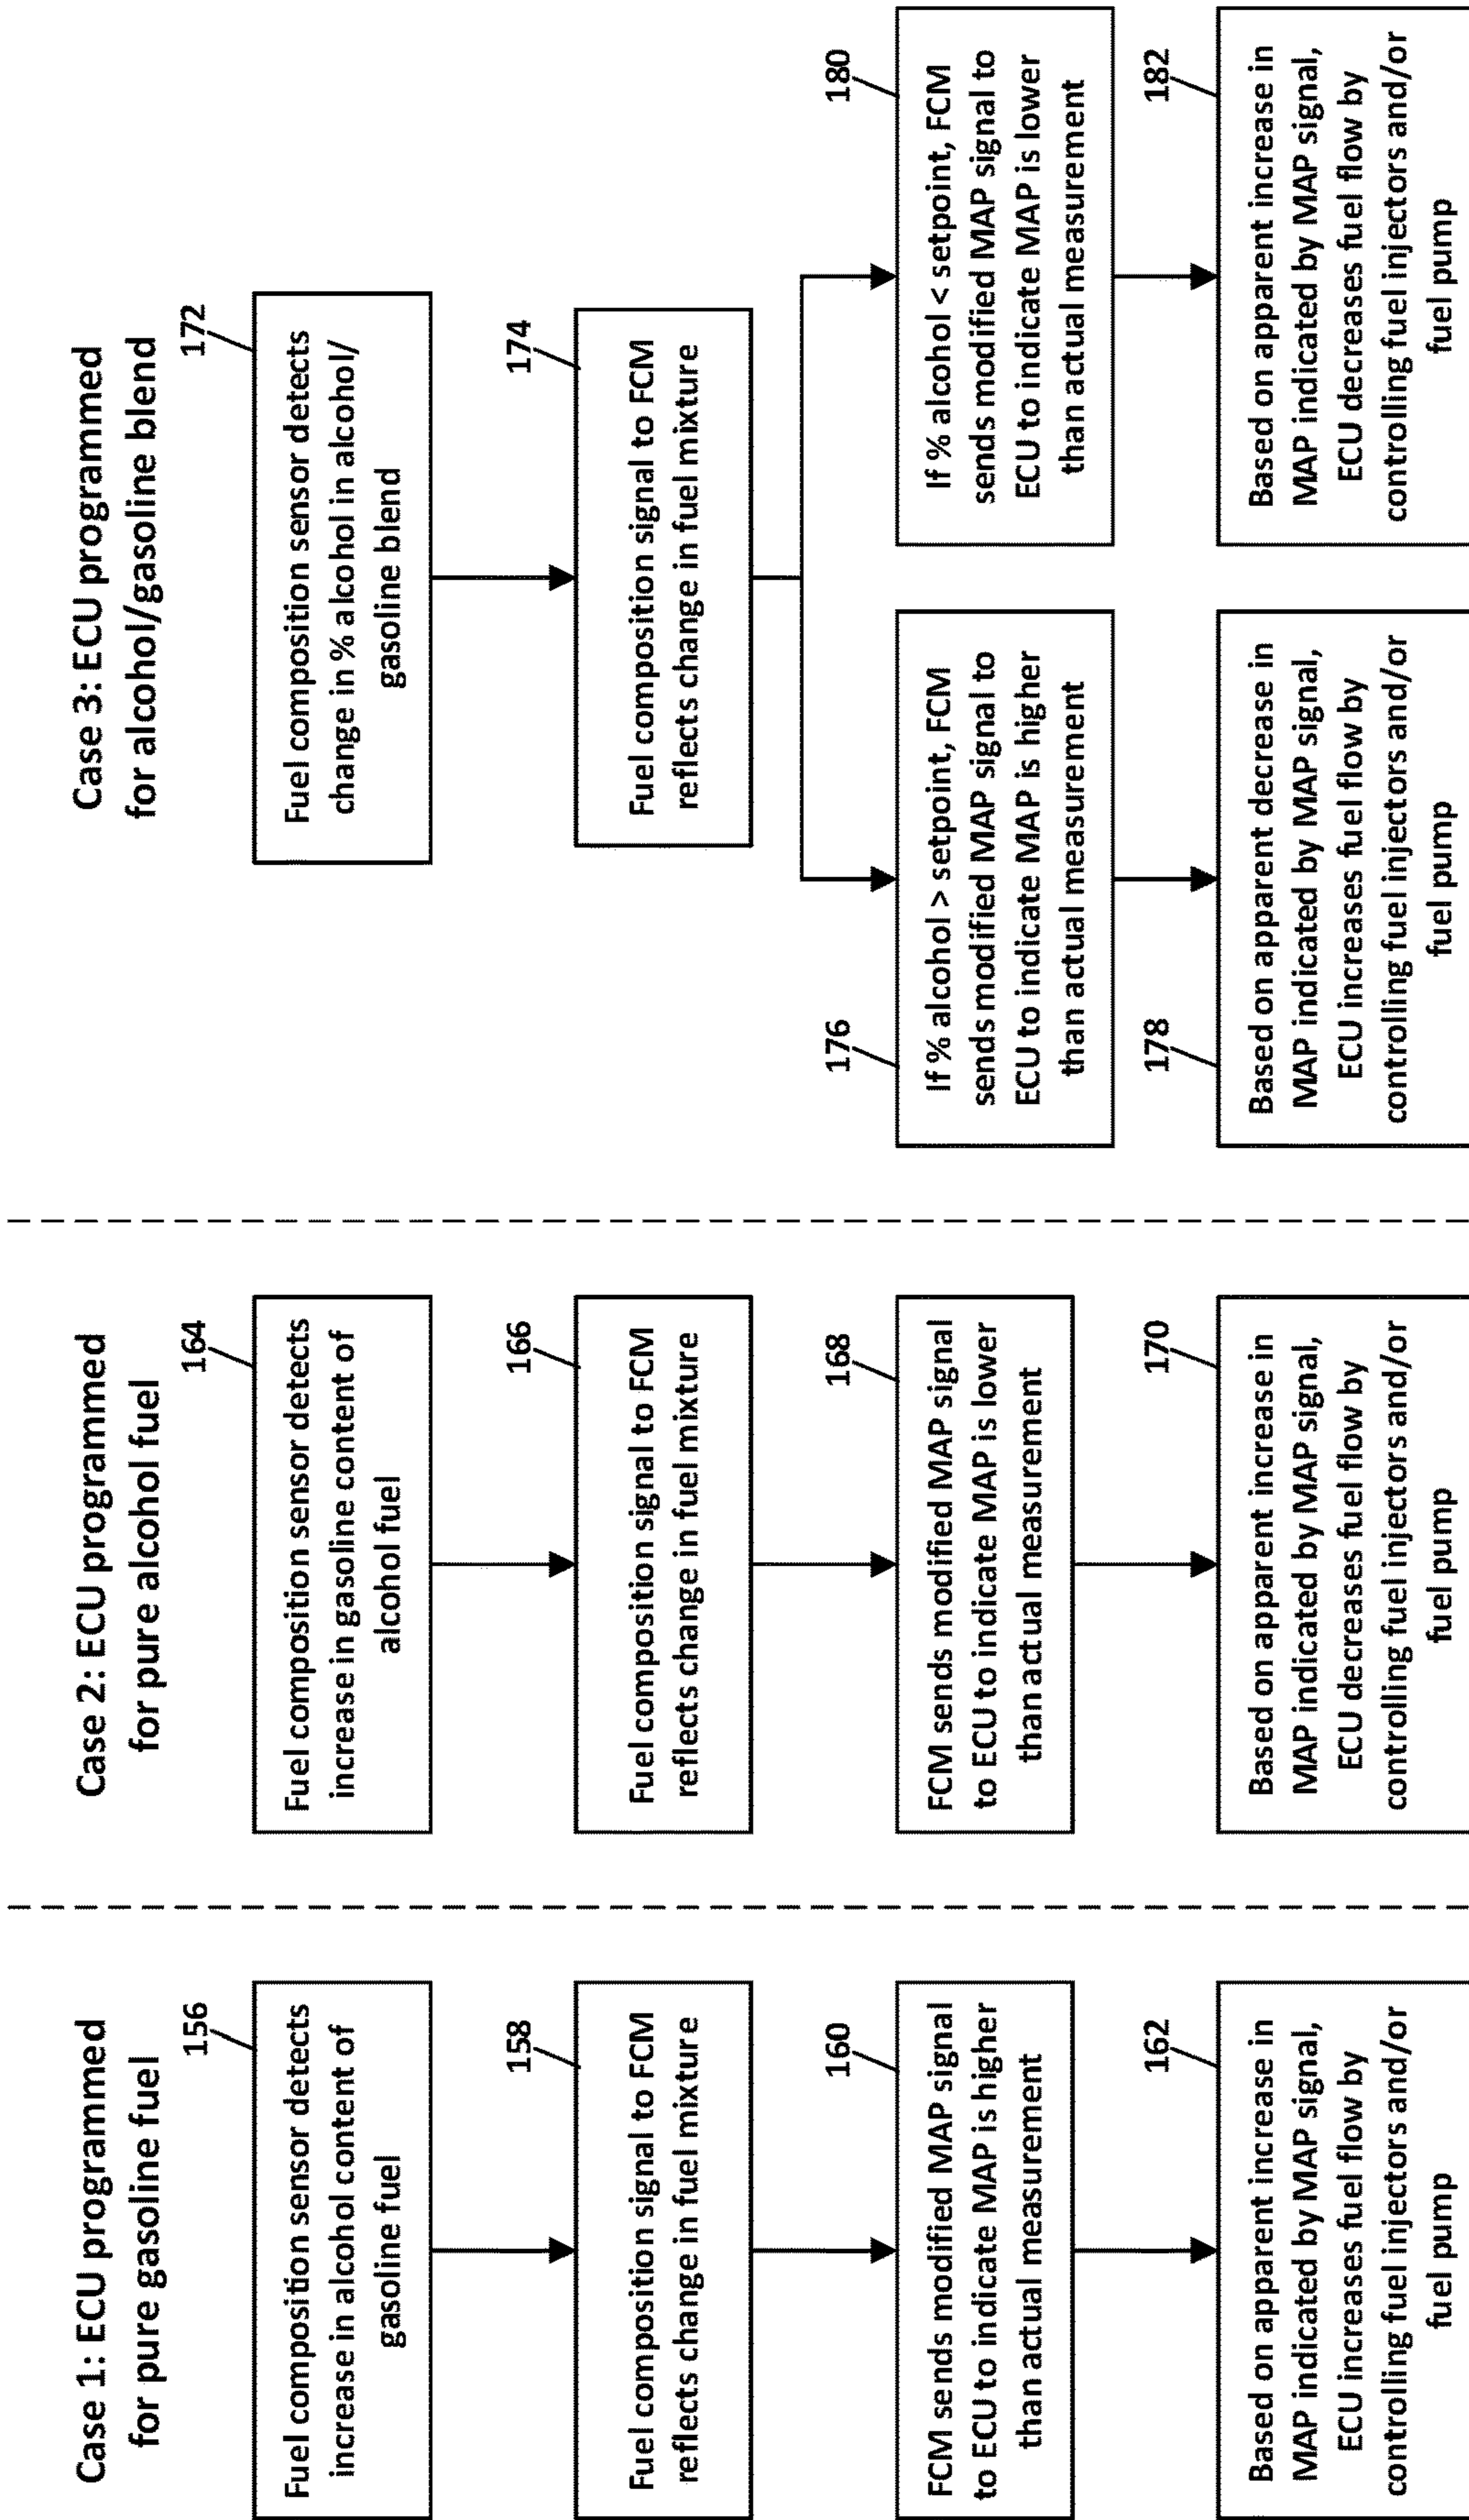 Case 1: ECU programmed
for pure gasoline fuel
156
Fuel composition sensor detects
increase in alcohol content of
gasoline fuel
158
Fuel composition signal to FCM
reflects change in fuel mixture
160
FCM sends modified MAP signal
to ECU to indicate MAP is higher
than actual measurement
162
Based on apparent increase in
MAP indicated by MAP signal,
ECU increases fuel flow by
controlling fuel injectors and/or
fuel pump
Case 2: ECU programmed
for pure alcohol fuel
164
Fuel composition sensor detects
increase in gasoline content of
alcohol fuel
166
Fuel composition signal to FCM
reflects change in fuel mixture
168
FCM sends modified MAP signal
to ECU to indicate MAP is lower
than actual measurement
170
Based on apparent increase in
MAP indicated by MAP signal,
ECU decreases fuel flow by
controlling fuel injectors and/or
fuel pump
Case 3: ECU programmed
for alcohol/gasoline blend
172
Fuel composition sensor detects
change in % alcohol in alcohol/
gasoline blend
174
Fuel composition signal to FCM
reflects change in fuel mixture
176
If % alcohol > setpoint, FCM
sends modified MAP signal to
ECU to indicate MAP is higher
than actual measurement
178
Based on apparent decrease in
MAP indicated by MAP signal,
ECU increases fuel flow by
controlling fuel injectors and/or
fuel pump
180
If % alcohol < setpoint, FCM
sends modified MAP signal to
ECU to indicate MAP is lower
than actual measurement
182
Based on apparent increase in
MAP indicated by MAP signal,
ECU decreases fuel flow by
controlling fuel injectors and/or
fuel pump